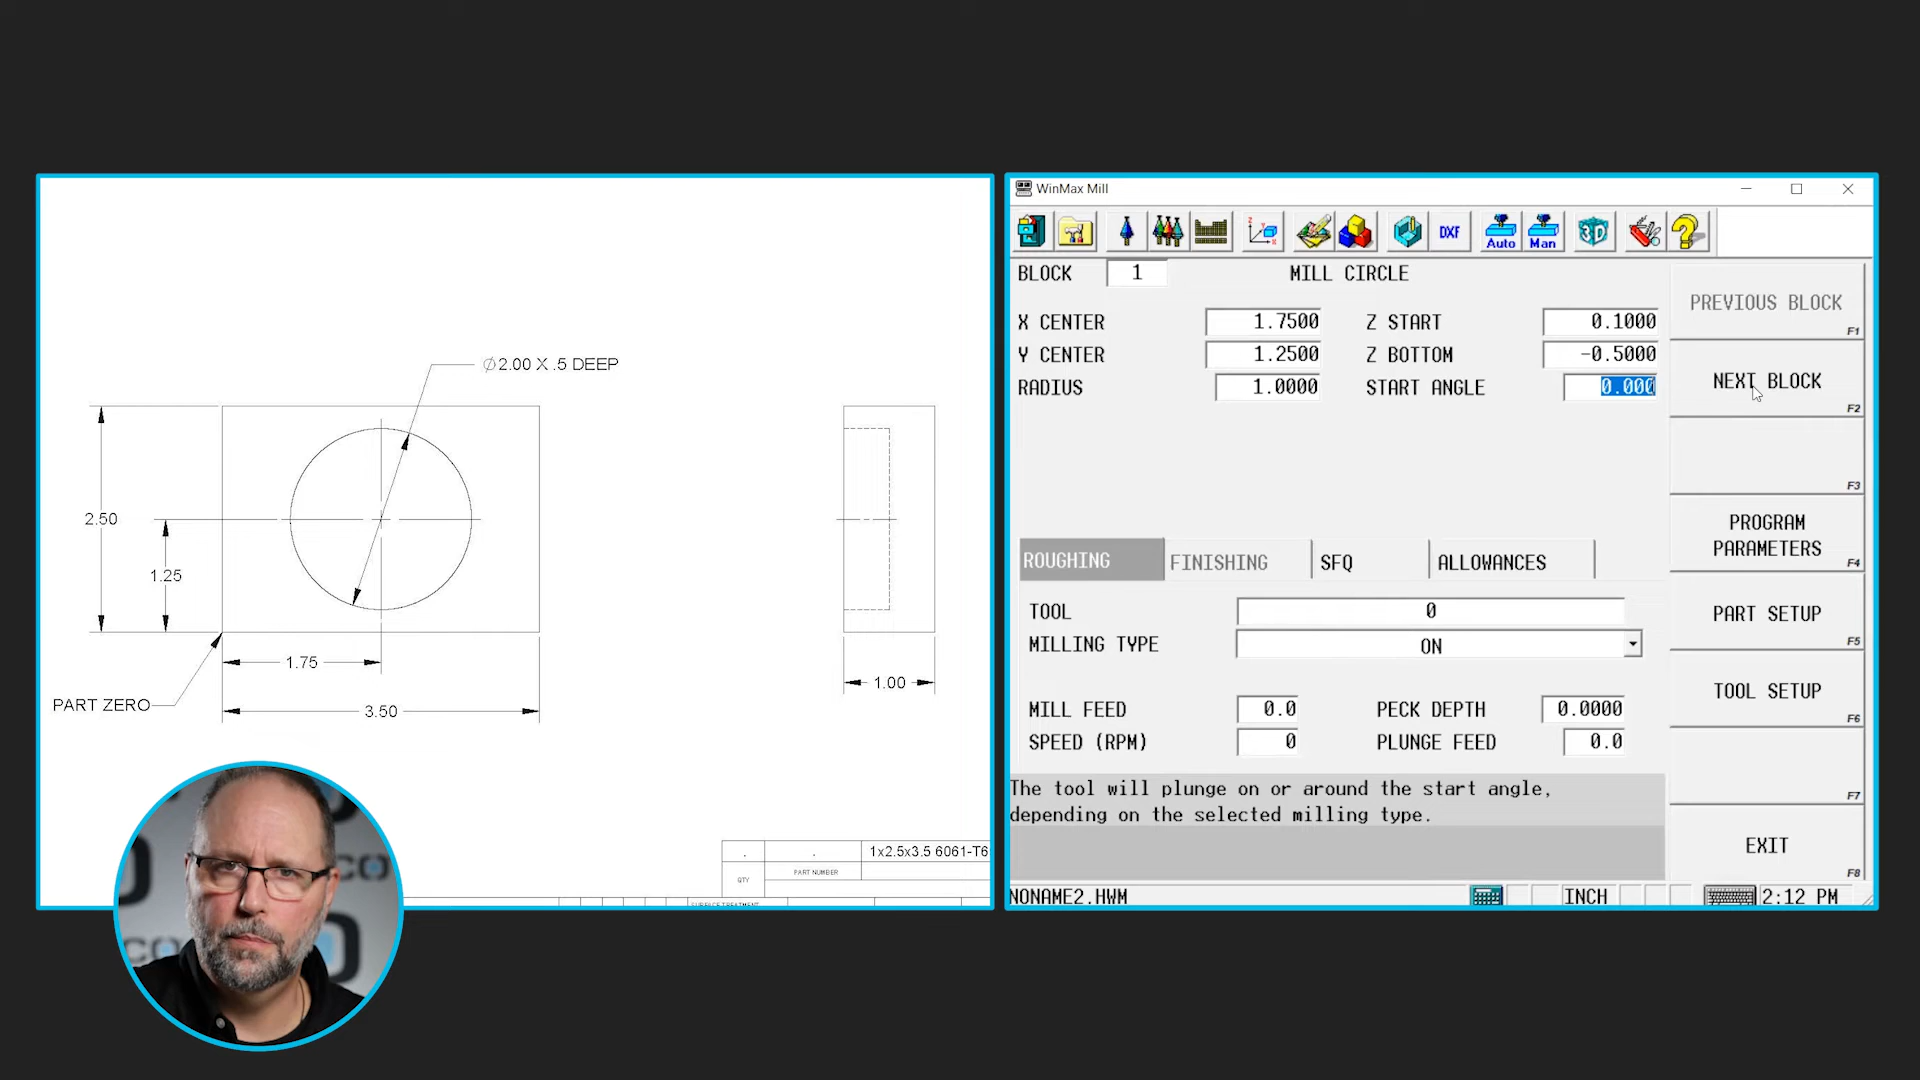 Ø2.00 X .5 DEEP
2.50
1.25
1.75
1.00
PART ZERO
3.50
.
.
1x2.5x3.5 6061-T6
QTY
PART NUMBER
WinMax Mill
DXF
Auto
Man
3D
BLOCK 1 MILL CIRCLE
X CENTER 1.7500 Z START 0.1000
Y CENTER 1.2500 Z BOTTOM -0.5000
RADIUS 1.0000 START ANGLE 0.000
ROUGHING FINISHING SFQ ALLOWANCES
TOOL 0
MILLING TYPE ON
MILL FEED 0.0 PECK DEPTH 0.0000
SPEED (RPM) 0 PLUNGE FEED 0.0
The tool will plunge on or around the start angle,
depending on the selected milling type.
PREVIOUS BLOCK
F1
NEXT BLOCK
F2
F3
PROGRAM
PARAMETERS
F4
PART SETUP
F5
TOOL SETUP
F6
F7
EXIT
F8
NONAME2.HWM INCH 2:12 PM